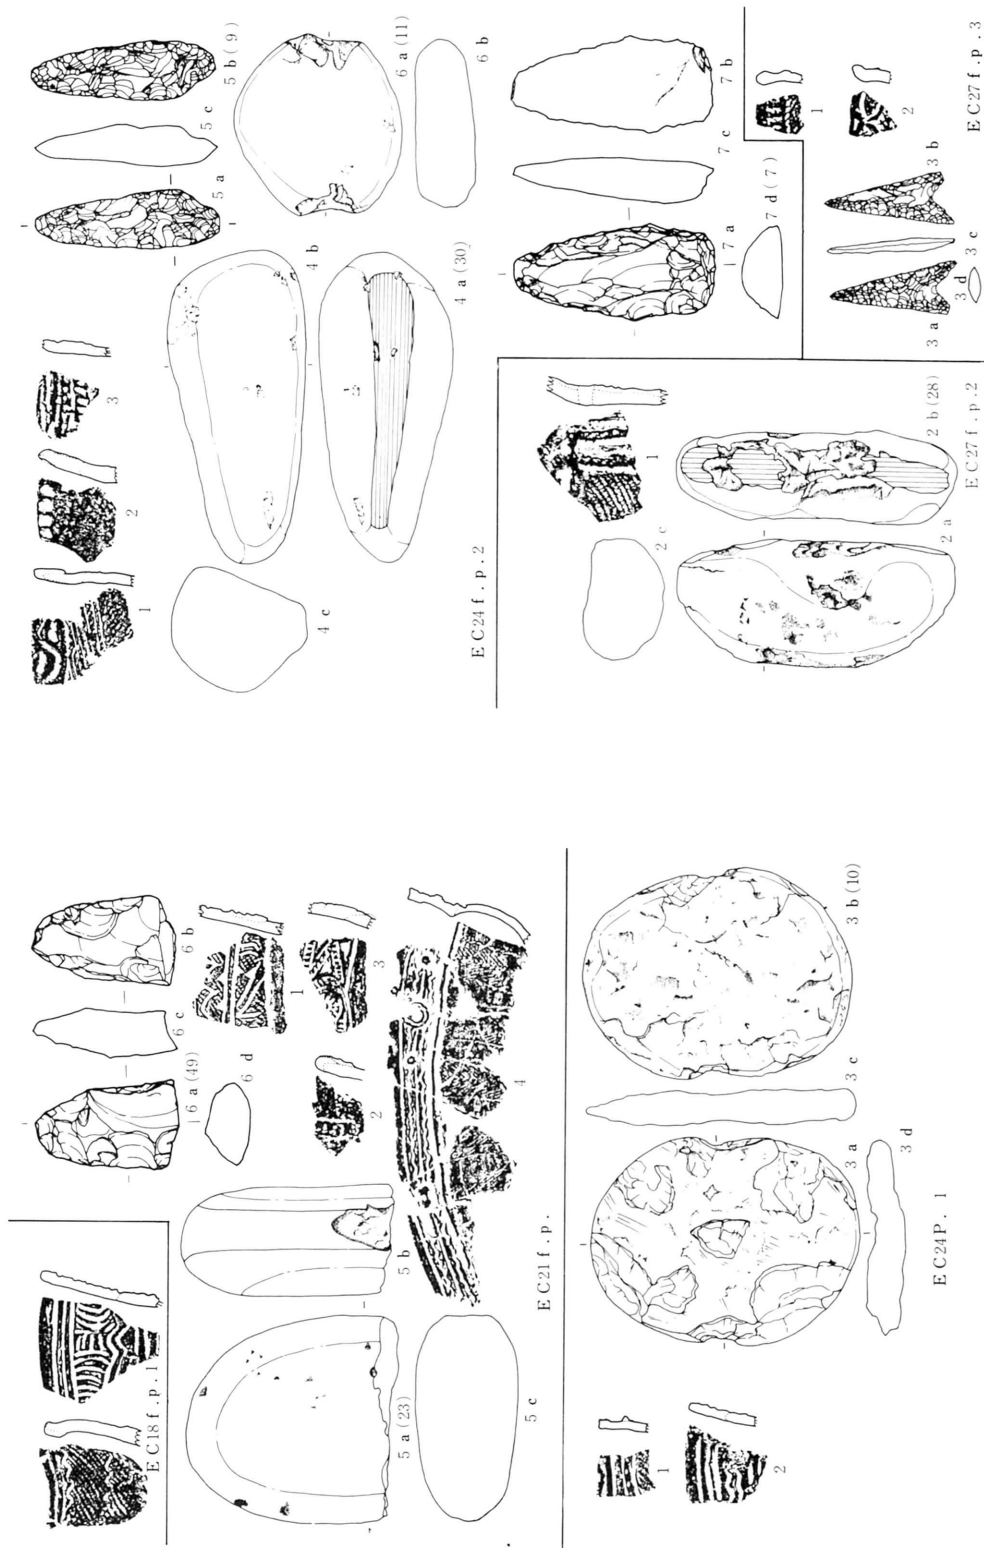 EC18f.p.1
6a(49)
6c
6b
6d
1
2
3
5a(23)
5b
4
5c
EC21f.p.
1
2
3a
3c
3b(10)
3d
EC24P.1
1
2
3
5a
5c
5b(9)
4c
4b
6a(11)
4a(30)
6b
EC24f.p.2
2c
1
2a
2b(28)
EC27f.p.2
7a
7c
7b
7d(7)
1
2
3a
3d
3c
3b
EC27f.p.3